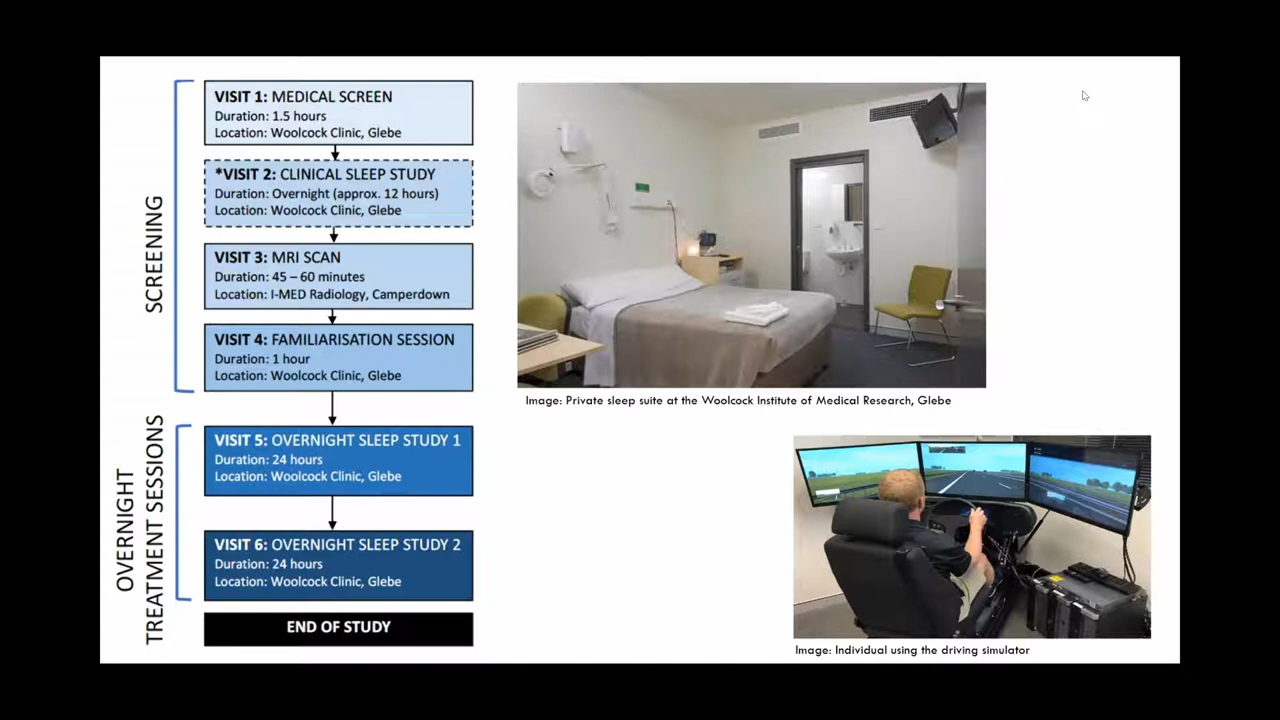 SCREENING
VISIT 1: MEDICAL SCREEN
Duration: 1.5 hours
Location: Woolcock Clinic, Glebe
*VISIT 2: CLINICAL SLEEP STUDY
Duration: Overnight (approx. 12 hours)
Location: Woolcock Clinic, Glebe
VISIT 3: MRI SCAN
Duration: 45 – 60 minutes
Location: I-MED Radiology, Camperdown
VISIT 4: FAMILIARISATION SESSION
Duration: 1 hour
Location: Woolcock Clinic, Glebe
OVERNIGHT
TREATMENT SESSIONS
VISIT 5: OVERNIGHT SLEEP STUDY 1
Duration: 24 hours
Location: Woolcock Clinic, Glebe
VISIT 6: OVERNIGHT SLEEP STUDY 2
Duration: 24 hours
Location: Woolcock Clinic, Glebe
END OF STUDY
Image: Private sleep suite at the Woolcock Institute of Medical Research, Glebe
Image: Individual using the driving simulator